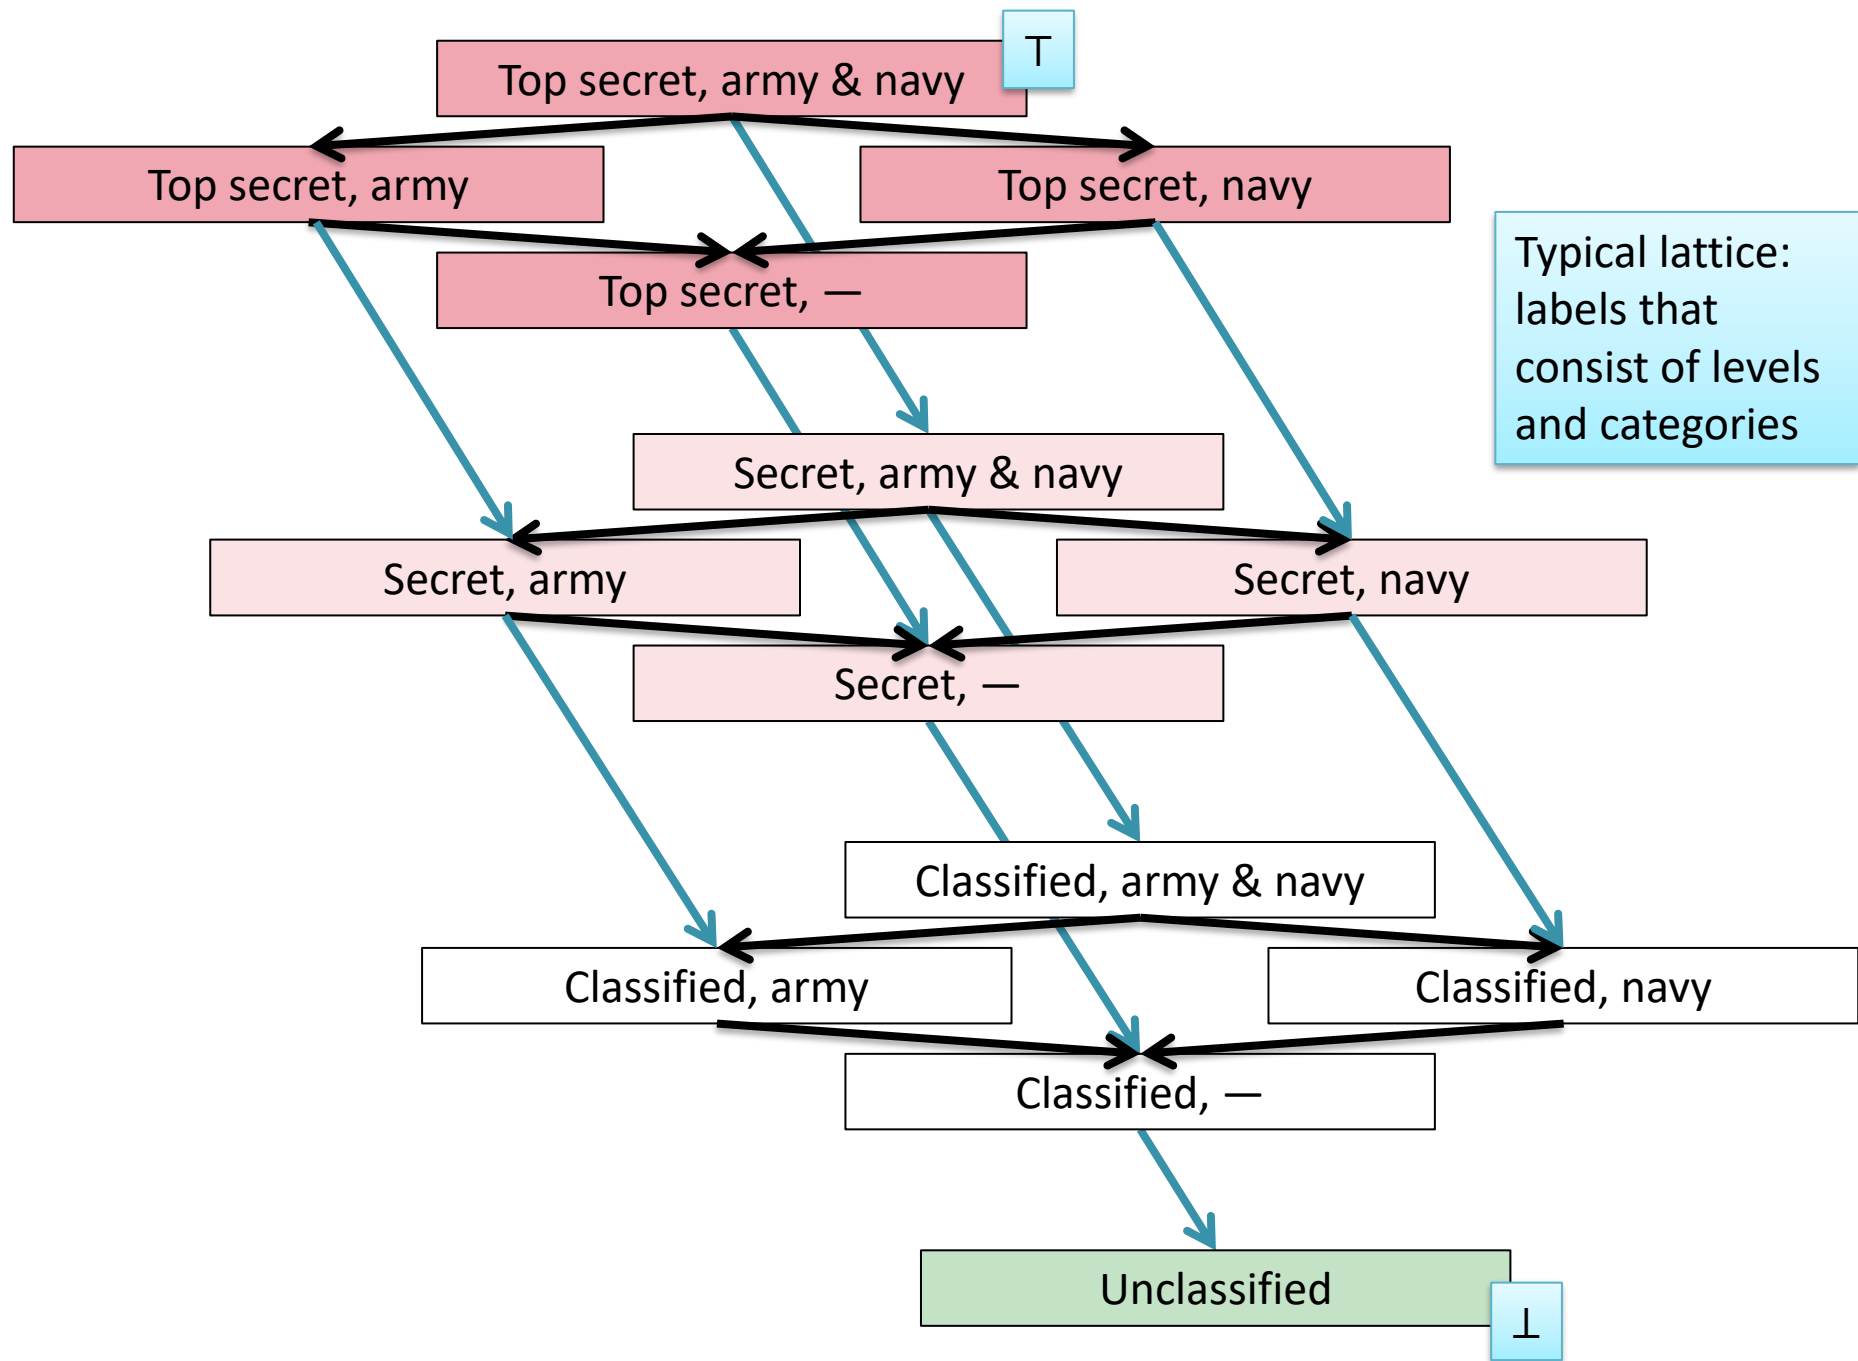 Top secret, army & navy
⊤
Top secret, army
Top secret, navy
Top secret, —
Typical lattice:
labels that
consist of levels
and categories
Secret, army & navy
Secret, army
Secret, navy
Secret, —
Classified, army & navy
Classified, army
Classified, navy
Classified, —
Unclassified
⊥